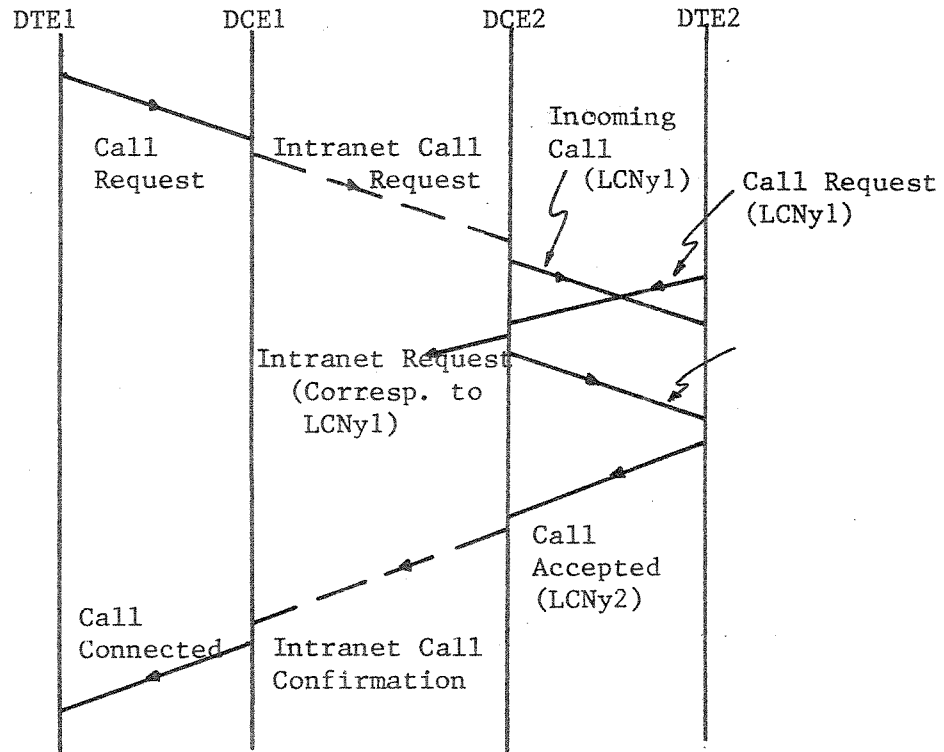 DTE1 DCE1 DCE2 DTE2
Call
Request
Intranet Call
Request
Incoming
Call
(LCNy1)
Call Request
(LCNy1)
Intranet Request
(Corresp. to
LCNy1)
Call
Accepted
(LCNy2)
Call
Connected
Intranet Call
Confirmation